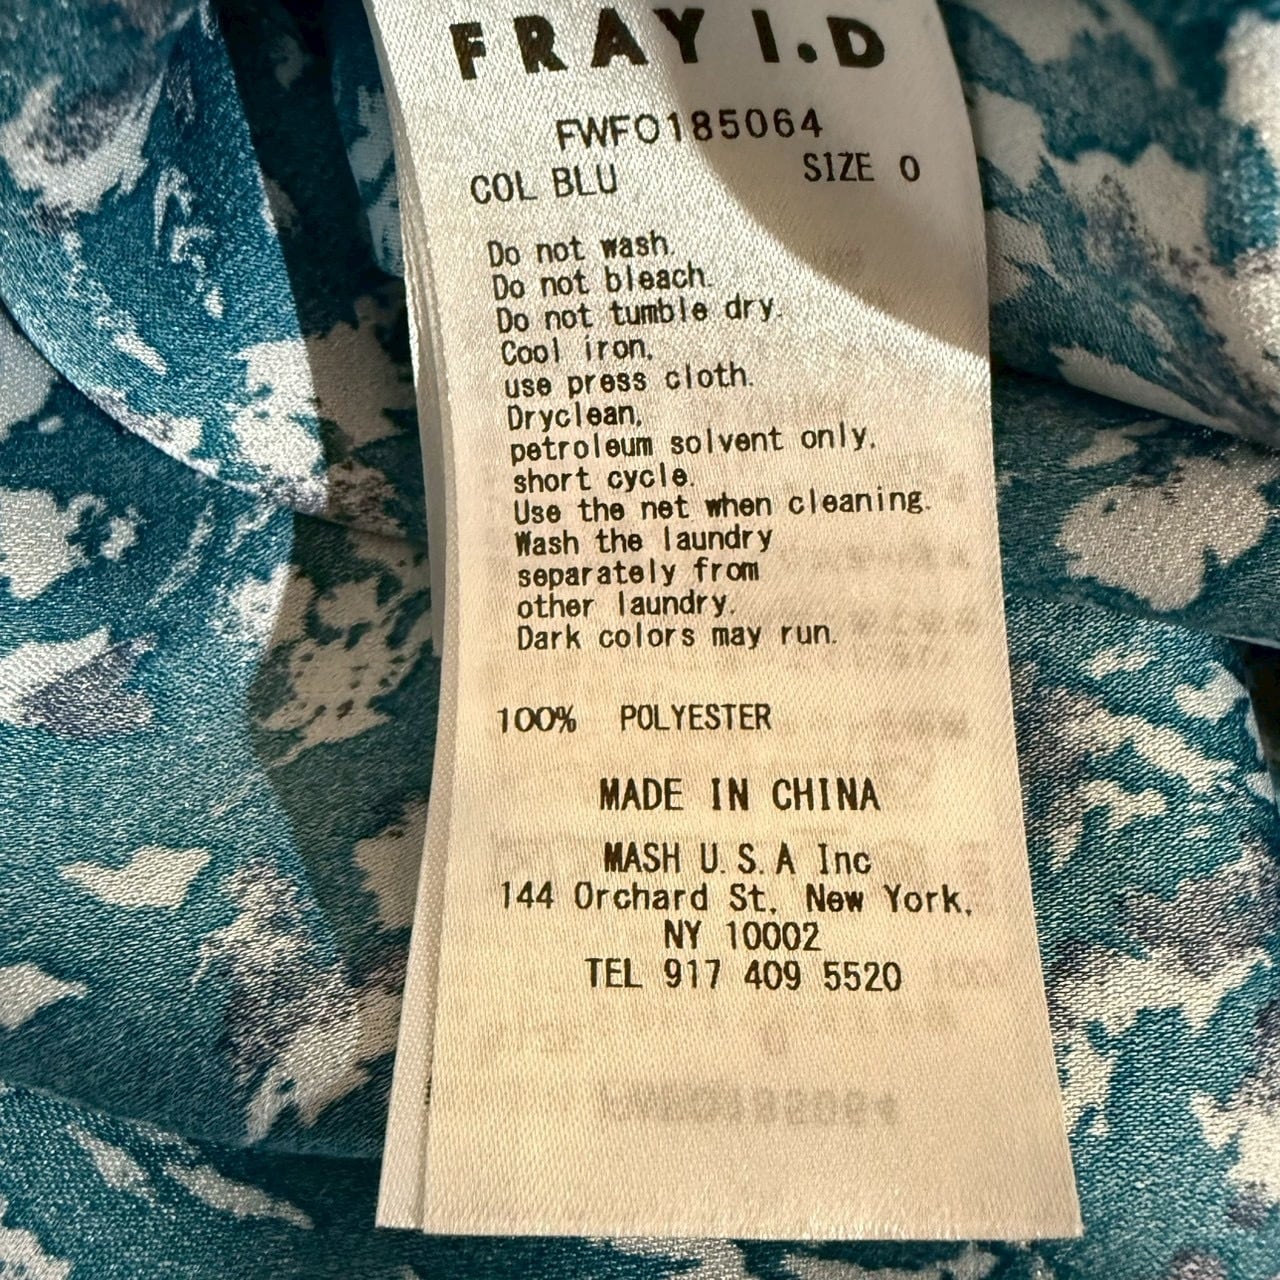 FRAY I.D
FWFO185064
COL BLU SIZE 0
Do not wash.
Do not bleach.
Do not tumble dry.
Cool iron.
use press cloth.
Dryclean,
petroleum solvent only.
short cycle.
Use the net when cleaning.
Wash the laundry
separately from
other laundry.
Dark colors may run.
100% POLYESTER
MADE IN CHINA
MASH U.S.A Inc
144 Orchard St, New York,
NY 10002
TEL 917 409 5520